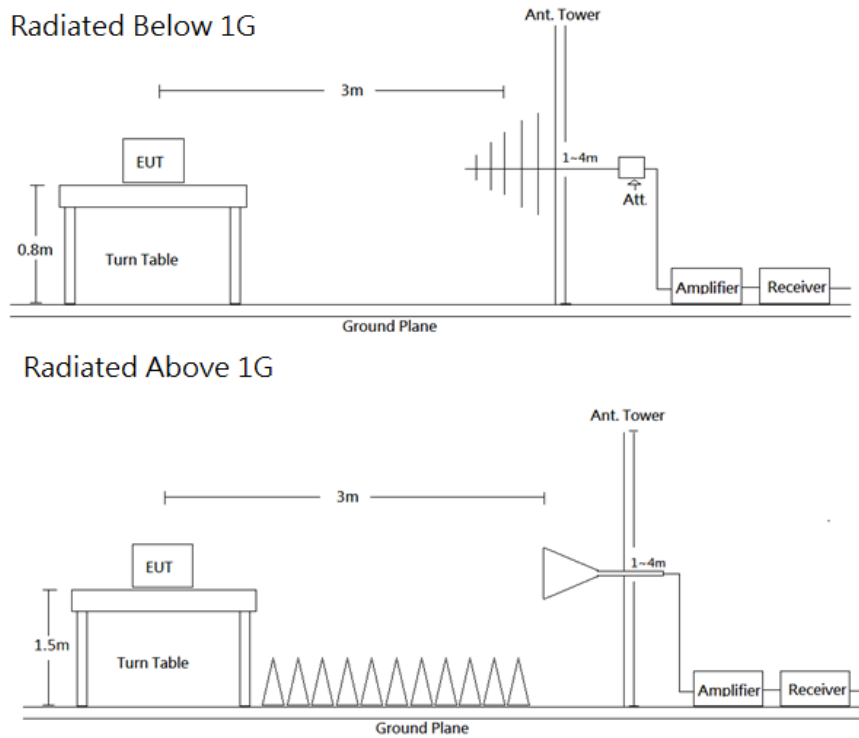 Radiated Below 1G
Ant. Tower
3m
EUT
1~4m
Att.
0.8m
Turn Table
Amplifier
Receiver
Ground Plane
Radiated Above 1G
Ant. Tower
3m
EUT
1~4m
1.5m
Turn Table
Amplifier
Receiver
Ground Plane